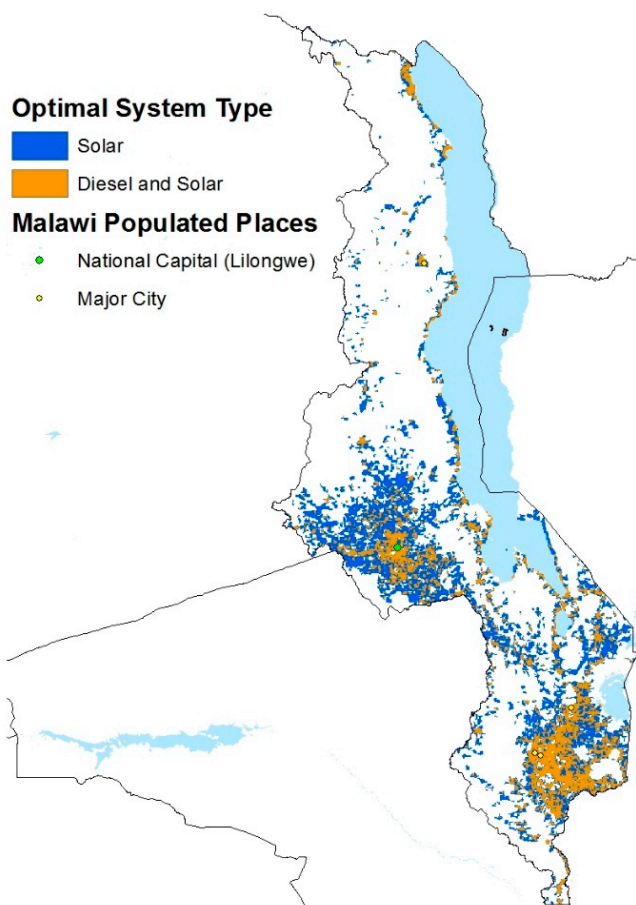 Optimal System Type
Solar
Diesel and Solar
Malawi Populated Places
National Capital (Lilongwe)
Major City